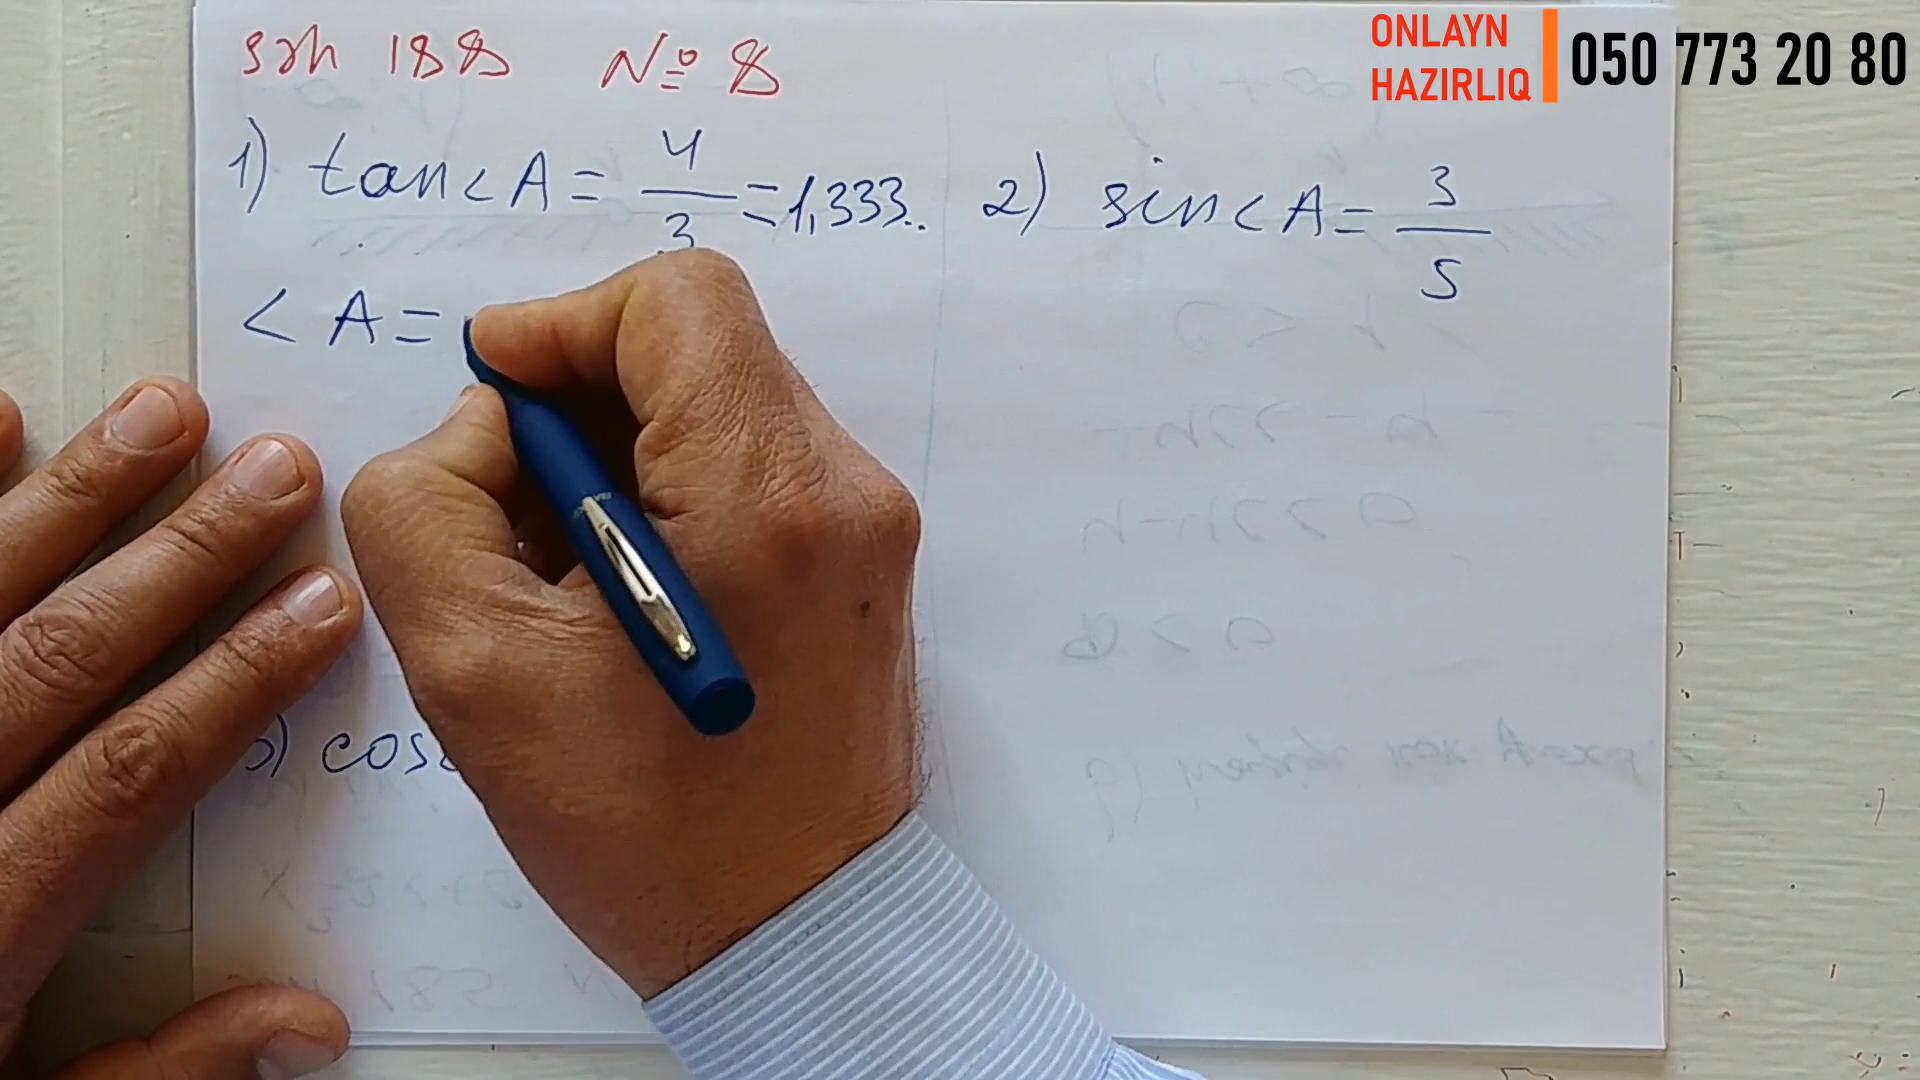 ONLAYN
HAZIRLIQ
050 773 20 80
səh 188 № 8
1) tan<A = 4/3 = 1,333..
2) sin<A = 3/5
< A =
cos